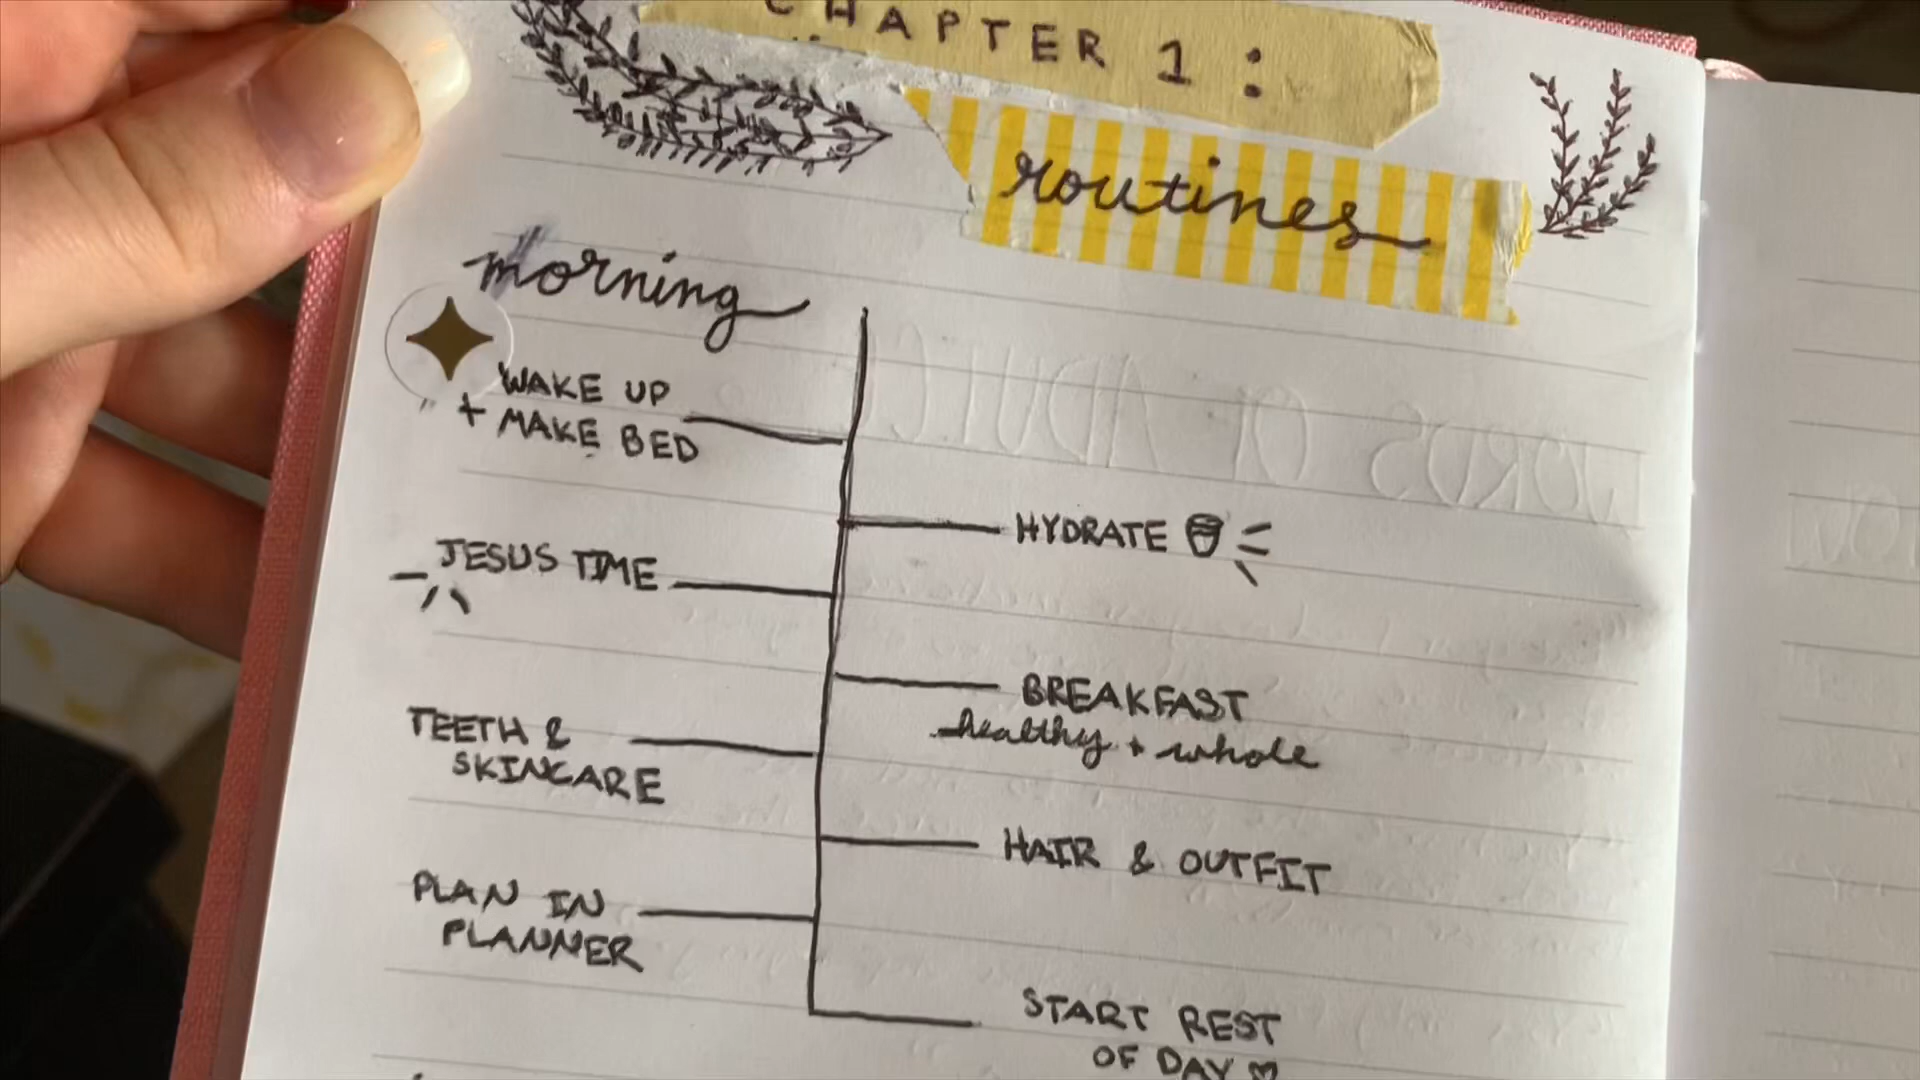 CHAPTER 1:
routines
morning
WAKE UP
+ MAKE BED
HYDRATE
JESUS TIME
BREAKFAST
healthy + whole
TEETH &
SKINCARE
HAIR & OUTFIT
PLAN IN
PLANNER
START REST
OF DAY ♡